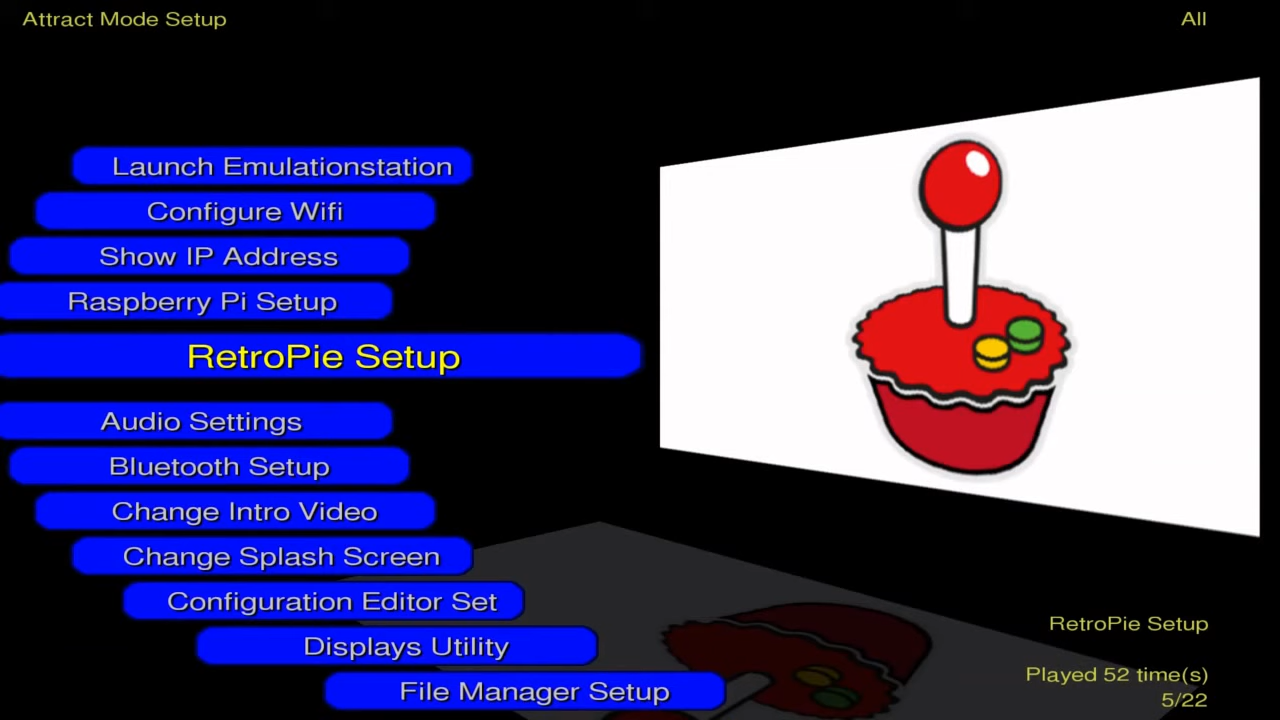 Attract Mode Setup
All
Launch Emulationstation
Configure Wifi
Show IP Address
Raspberry Pi Setup
RetroPie Setup
Audio Settings
Bluetooth Setup
Change Intro Video
Change Splash Screen
Configuration Editor Set
Displays Utility
File Manager Setup
RetroPie Setup
Played 52 time(s)
5/22